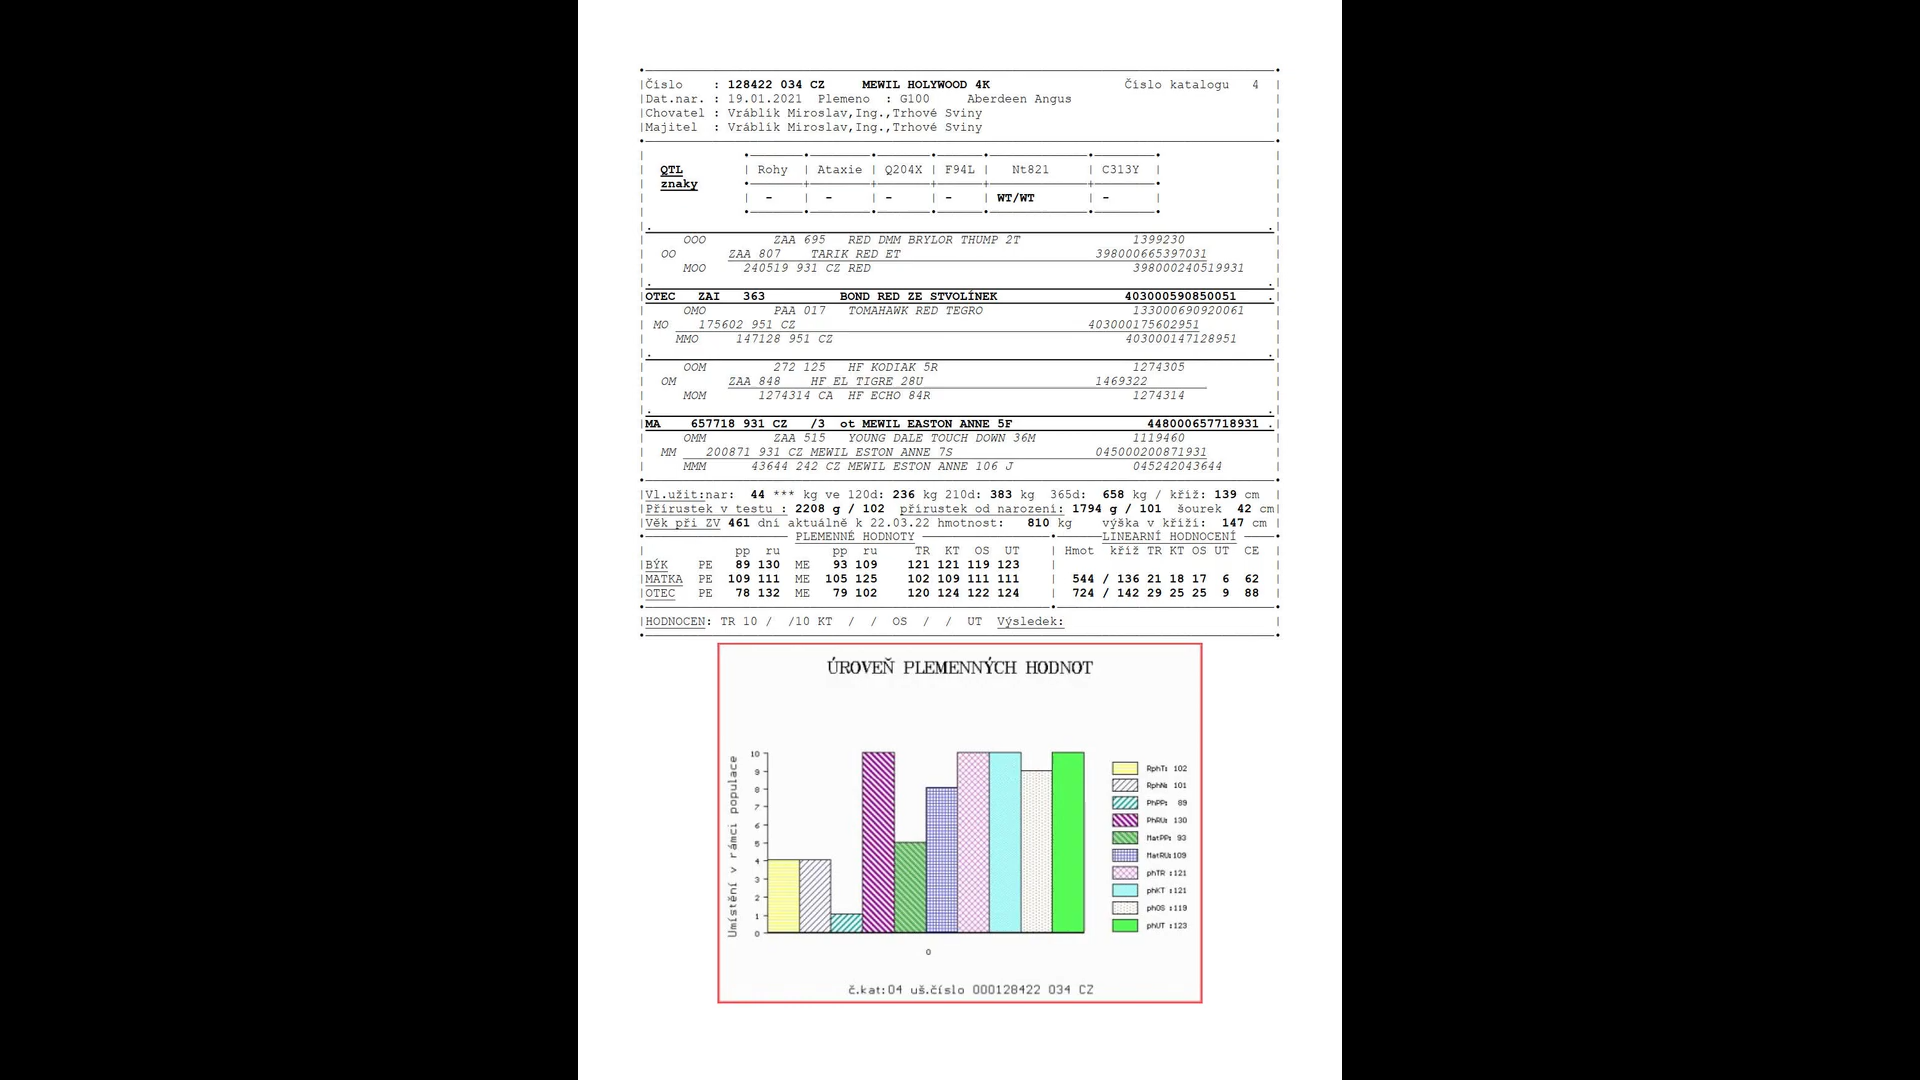 Číslo : 128422 034 CZ MEWIL HOLYWOOD 4K Číslo katalogu 4
Dat.nar. : 19.01.2021 Plemeno : G100 Aberdeen Angus
Chovatel : Vráblík Miroslav,Ing.,Trhové Sviny
Majitel : Vráblík Miroslav,Ing.,Trhové Sviny
QTL | Rohy | Ataxie | Q204X | F94L | Nt821 | C313Y |
znaky
| - | - | - | - | WT/WT | - |
OOO ZAA 695 RED DMM BRYLOR THUMP 2T 1399230
OO ZAA 807 TARIK RED ET 398000665397031
MOO 240519 931 CZ RED 398000240519931
OTEC ZAI 363 BOND RED ZE STVOLÍNEK 403000590850051
OMO PAA 017 TOMAHAWK RED TEGRO 133000690920061
MO 175602 951 CZ 403000175602951
MMO 147128 951 CZ 403000147128951
OOM 272 125 HF KODIAK 5R 1274305
OM ZAA 848 HF EL TIGRE 28U 1469322
MOM 1274314 CA HF ECHO 84R 1274314
MA 657718 931 CZ /3 ot MEWIL EASTON ANNE 5F 448000657718931
OMM ZAA 515 YOUNG DALE TOUCH DOWN 36M 1119460
MM 200871 931 CZ MEWIL ESTON ANNE 7S 045000200871931
MMM 43644 242 CZ MEWIL ESTON ANNE 106 J 045242043644
Vl.užit:nar: 44 *** kg ve 120d: 236 kg 210d: 383 kg 365d: 658 kg / kříž: 139 cm
Přírustek v testu : 2208 g / 102 přírustek od narození: 1794 g / 101 šourek 42 cm
Věk při ZV 461 dní aktuálně k 22.03.22 hmotnost: 810 kg výška v kříži: 147 cm
PLEMENNÉ HODNOTY LINEARNÍ HODNOCENÍ
pp ru pp ru TR KT OS UT | Hmot kříž TR KT OS UT CE
BÝK PE 89 130 ME 93 109 121 121 119 123
MATKA PE 109 111 ME 105 125 102 109 111 111 | 544 / 136 21 18 17 6 62
OTEC PE 78 132 ME 79 102 120 124 122 124 | 724 / 142 29 25 25 9 88
HODNOCEN: TR 10 / /10 KT / / OS / / UT Výsledek:
ÚROVEŇ PLEMENNÝCH HODNOT
Umístění v rámci populace
10
9
8
7
6
5
4
3
2
1
0
0
RphT: 102
RphN: 101
PhPP: 89
PhRU: 130
MatPP: 93
MatRU:109
phTR :121
phKT :121
phOS :119
phUT :123
č.kat:04 uš.číslo 000128422 034 CZ